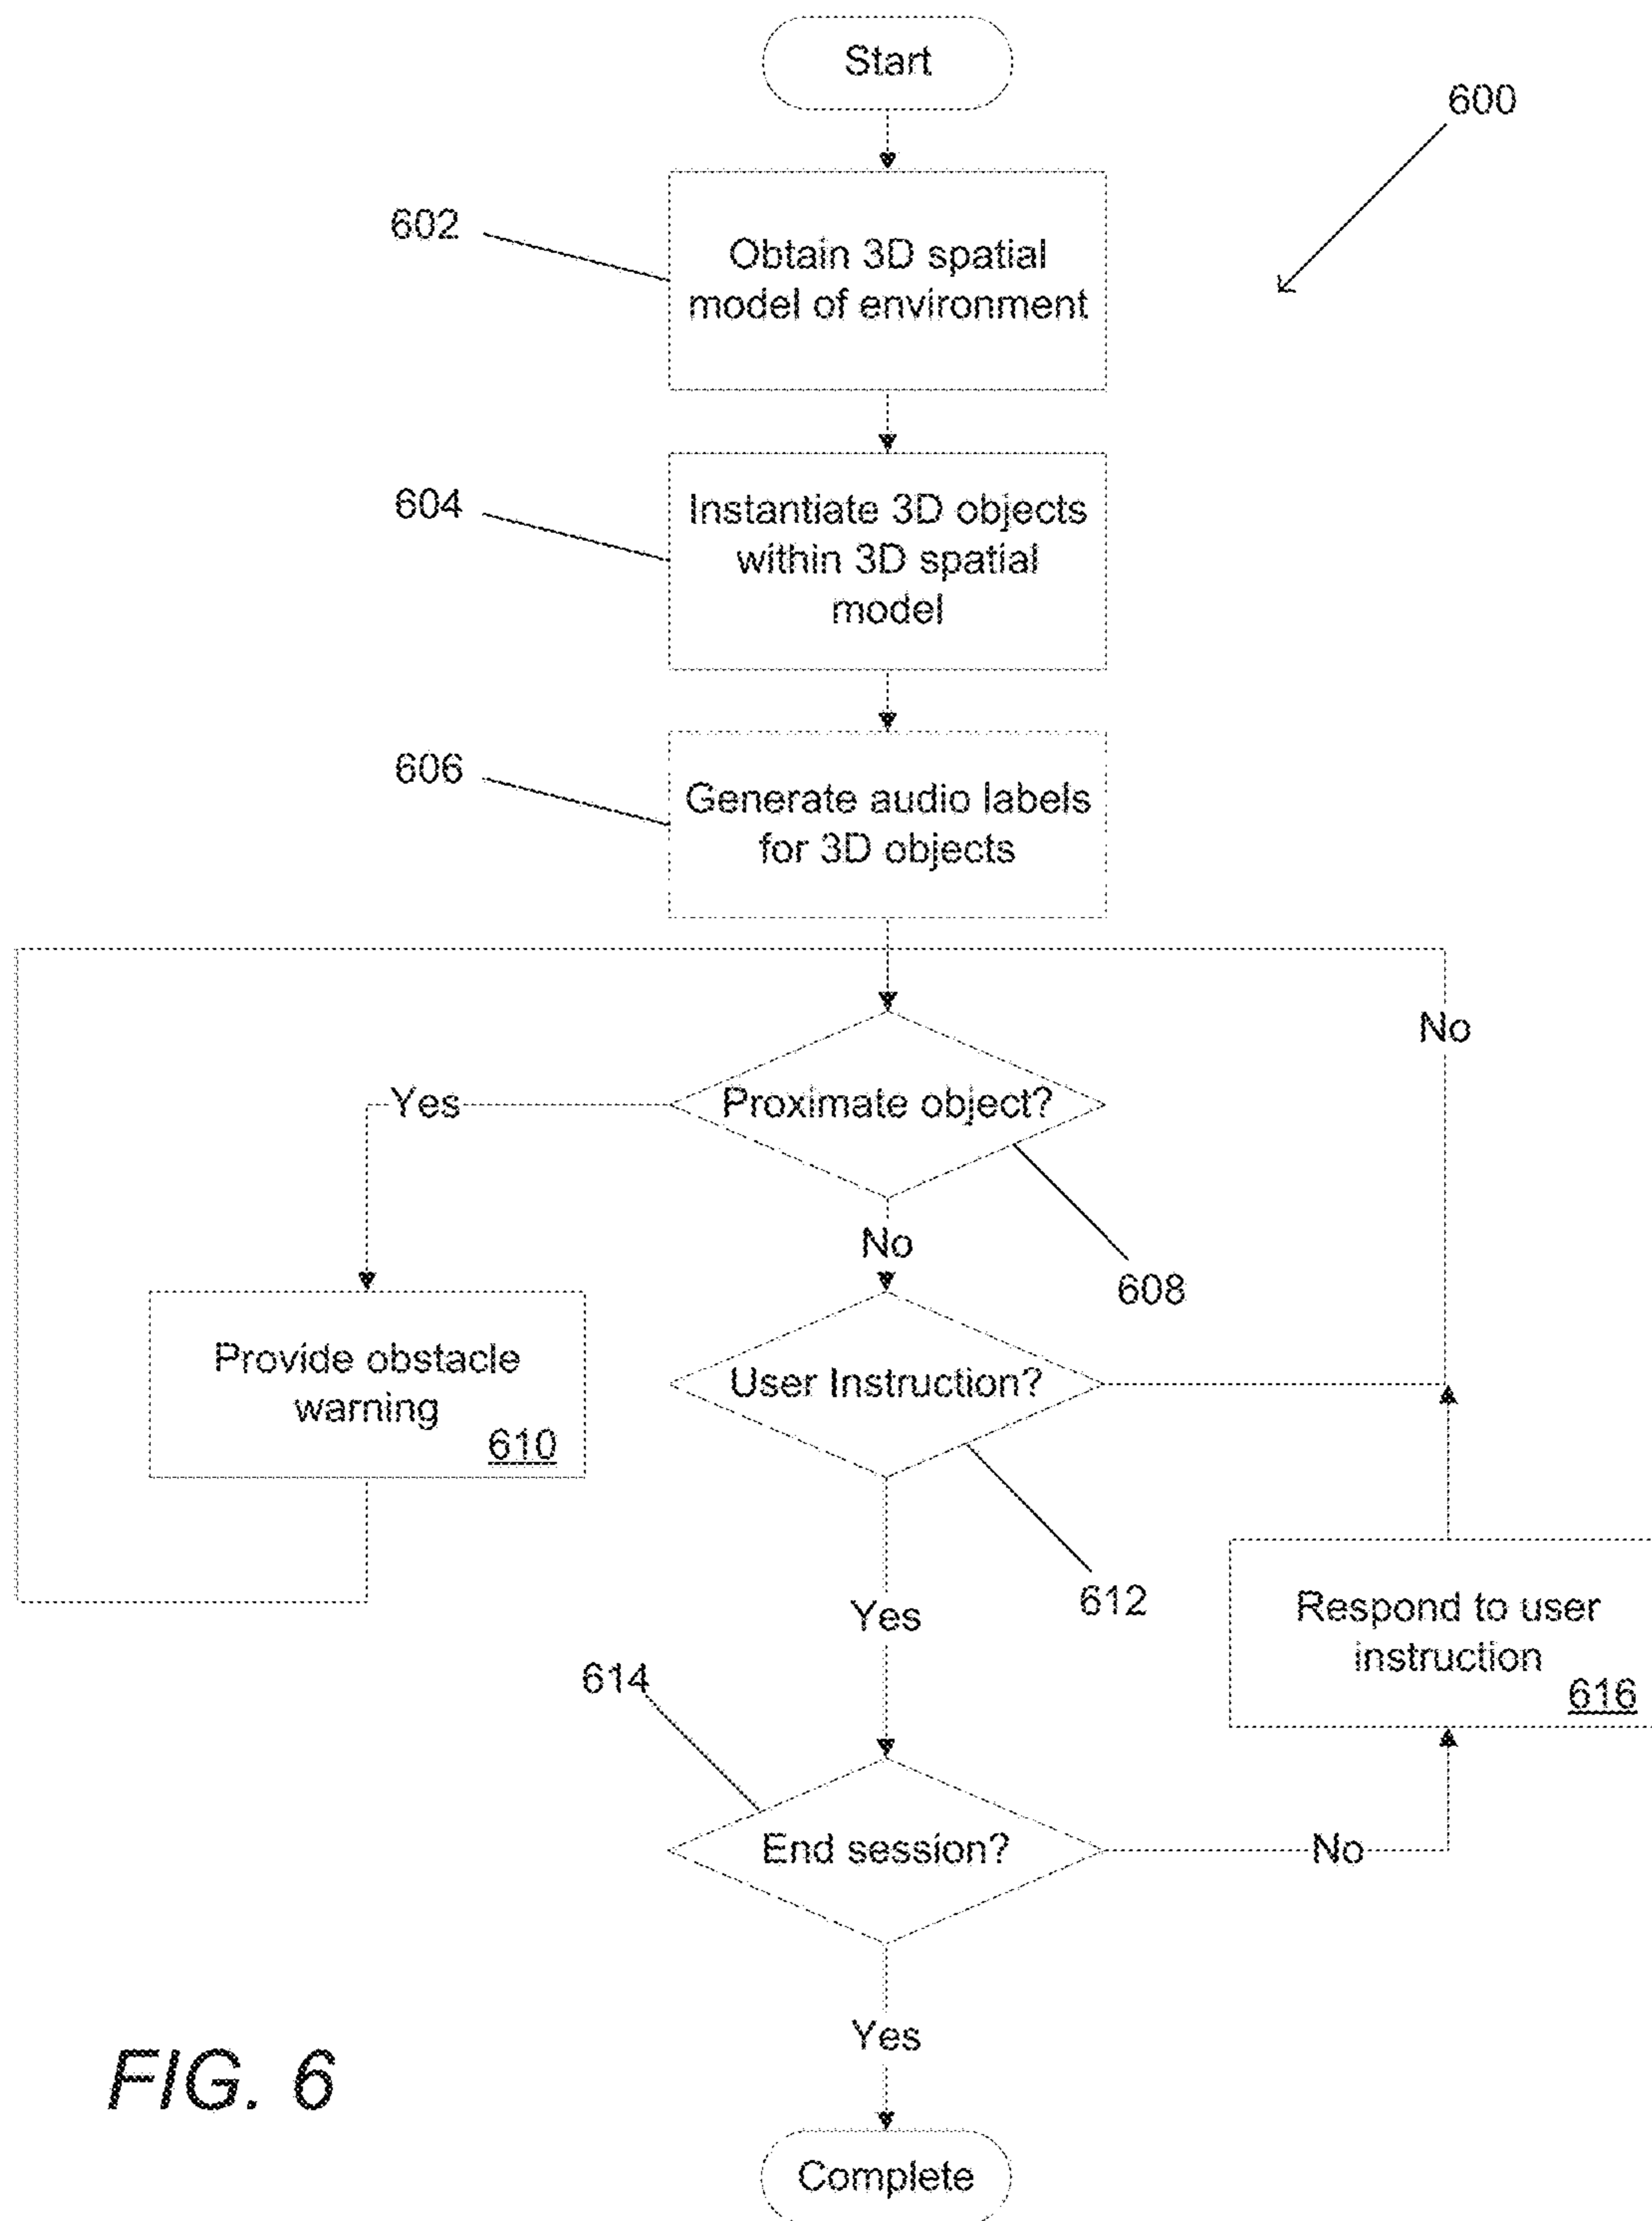 Start
600
602
Obtain 3D spatial
model of environment
604
Instantiate 3D objects
within 3D spatial
model
606
Generate audio labels
for 3D objects
No
Yes
Proximate object?
No
608
Provide obstacle
warning
610
User Instruction?
612
Yes
Respond to user
instruction
616
614
End session?
No
Yes
FIG. 6
Complete